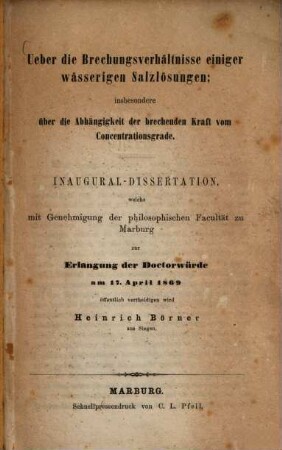 Ueber die Brechungsverhältnisse einiger
wässerigen Salzlösungen;
insbesondere
über die Abhängigkeit der brechenden Kraft vom
Concentrationsgrade.
INAUGURAL-DISSERTATION,
welche
mit Genehmigung der philosophischen Facultät zu
Marburg
zur
Erlangung der Doctorwürde
am 17. April 1869
öffentlich vertheidigen wird
Heinrich Börner
aus Siegen.
MARBURG.
Schnellpressendruck von C. L. Pfeil.